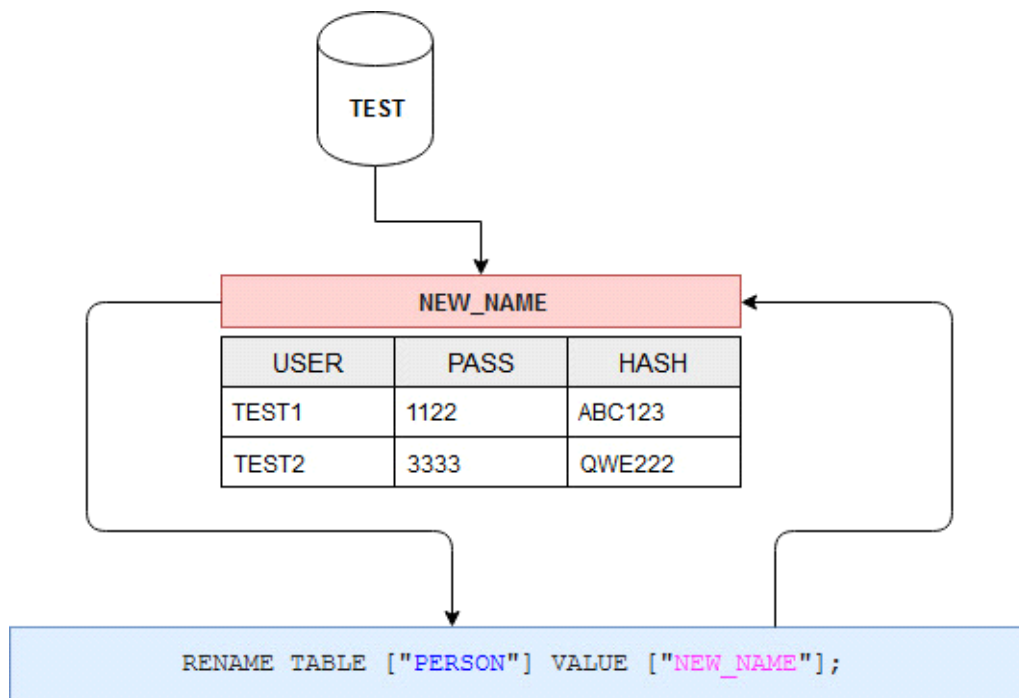 TEST
NEW_NAME
USER PASS HASH
TEST1 1122 ABC123
TEST2 3333 QWE222
RENAME TABLE ["PERSON"] VALUE ["NEW_NAME"];